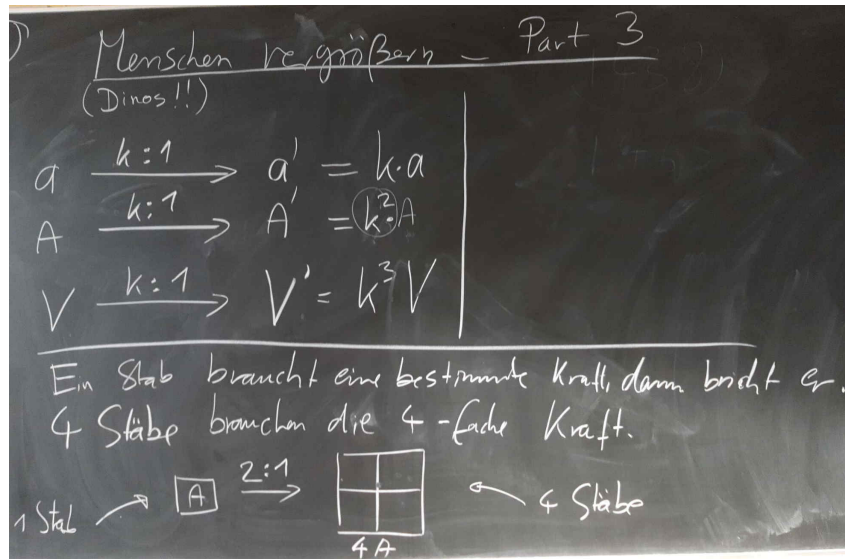 Menschen vergrößern – Part 3
(Dinos!!)
a k:1 → a' = k·a
A k:1 → A' = k²·A
V k:1 → V' = k³V
Ein Stab braucht eine bestimmte Kraft, dann bricht er.
4 Stäbe brauchen die 4-fache Kraft.
1 Stab → A 2:1 → ← 4 Stäbe
4A